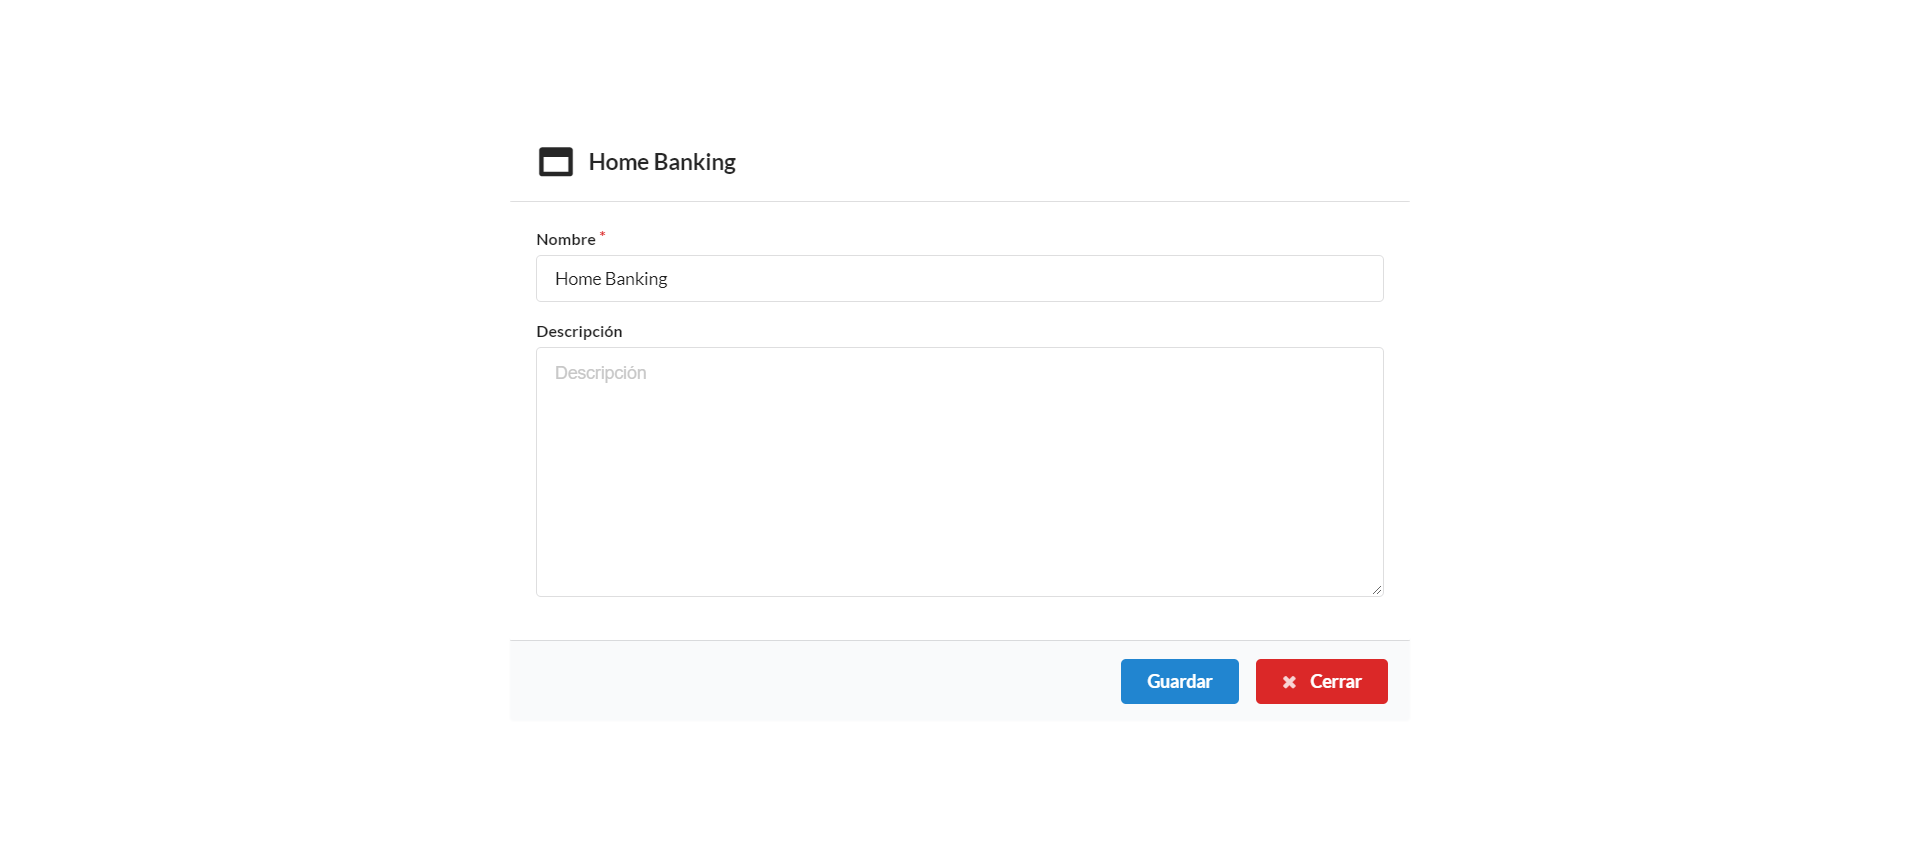 Home Banking
Nombre *
Home Banking
Descripción
Descripción
Guardar
Cerrar